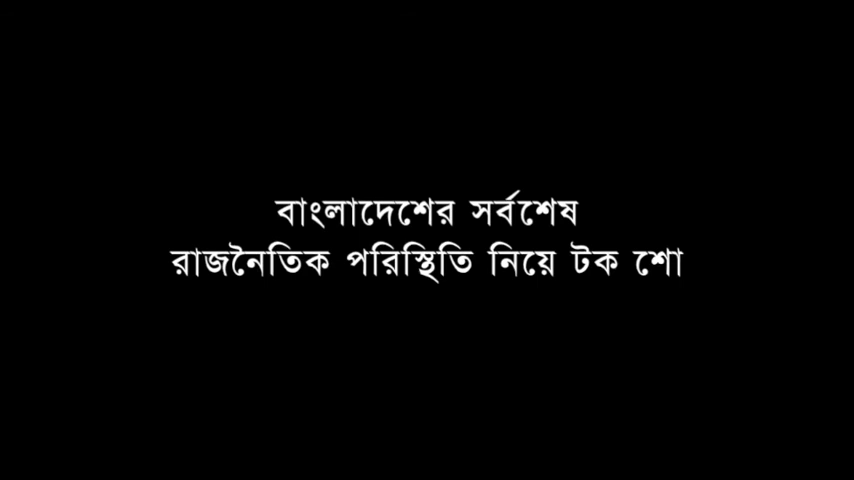 বাংলাদেশের সর্বশেষ
রাজনৈতিক পরিস্থিতি নিয়ে টক শো